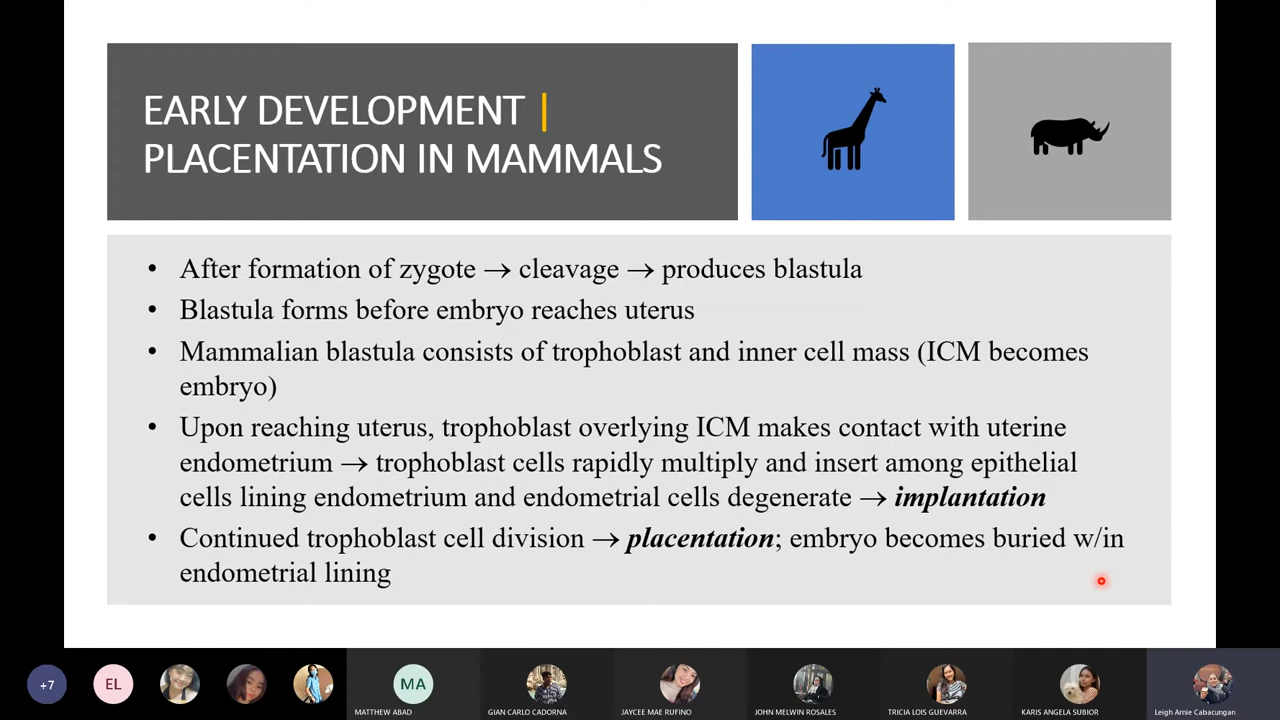 EARLY DEVELOPMENT |
PLACENTATION IN MAMMALS
• After formation of zygote → cleavage → produces blastula
• Blastula forms before embryo reaches uterus
• Mammalian blastula consists of trophoblast and inner cell mass (ICM becomes
embryo)
• Upon reaching uterus, trophoblast overlying ICM makes contact with uterine
endometrium → trophoblast cells rapidly multiply and insert among epithelial
cells lining endometrium and endometrial cells degenerate → implantation
• Continued trophoblast cell division → placentation; embryo becomes buried w/in
endometrial lining
+7
EL
MA
MATTHEW ABAD
GIAN CARLO CADORNA
JAYCEE MAE RUFINO
JOHN MELWIN ROSALES
TRICIA LOIS GUEVARRA
KARIS ANGELA SUBIOR
Leigh Arnie Cabacungan